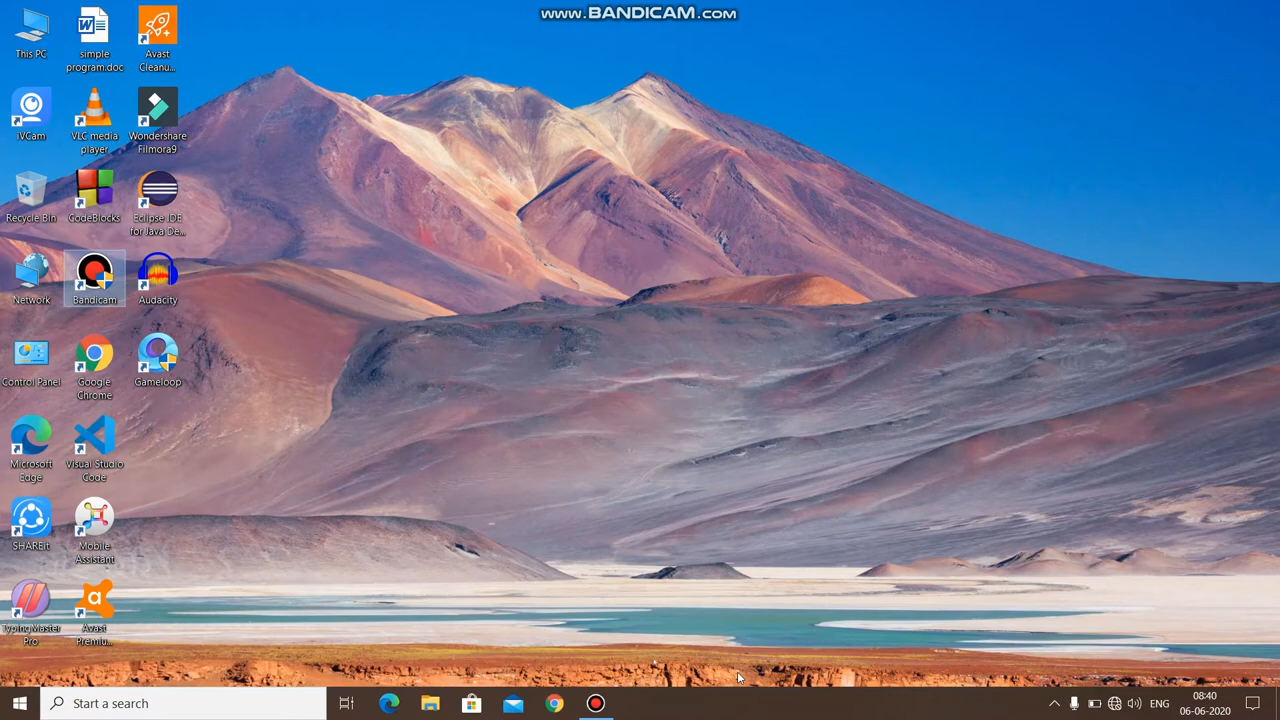 www.BANDICAM.com
This PC
simple
program.doc
Avast
Cleanu...
iVCam
VLC media
player
Wondershare
Filmora9
Recycle Bin
CodeBlocks
Eclipse IDE
for Java De...
Network
Bandicam
Audacity
Control Panel
Google
Chrome
Gameloop
Microsoft
Edge
Visual Studio
Code
SHAREit
Mobile
Assistant
TypingMaster
Pro
Avast
Premiu...
Start a search
ENG
08:40
06-06-2020